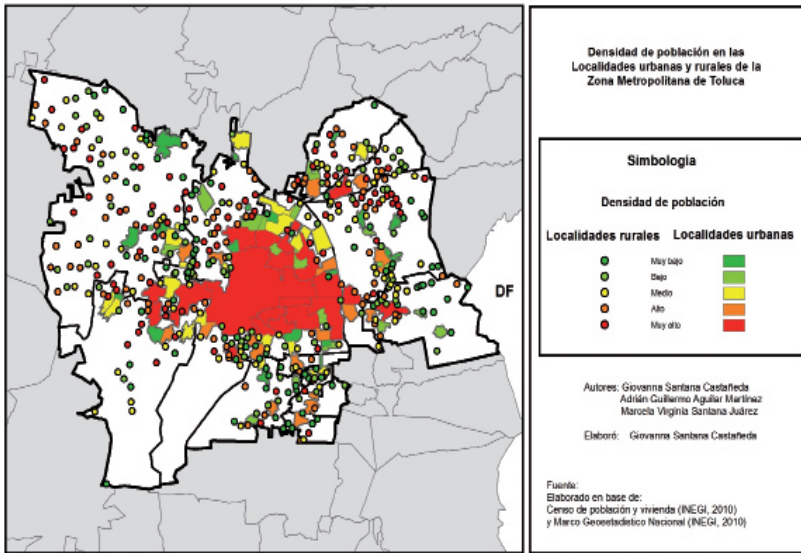 DF
Densidad de población en las
Localidades urbanas y rurales de la
Zona Metropolitana de Toluca
Simbología
Densidad de población
Localidades rurales Localidades urbanas
Muy bajo
Bajo
Medio
Alto
Muy alto
Autores: Giovanna Santana Castañeda
Adrián Guillermo Aguilar Martínez
Marcela Virginia Santana Juárez
Elaboró: Giovanna Santana Castañeda
Fuente:
Elaborado en base de:
Censo de población y vivienda (INEGI, 2010)
y Marco Geoestadístico Nacional (INEGI, 2010)